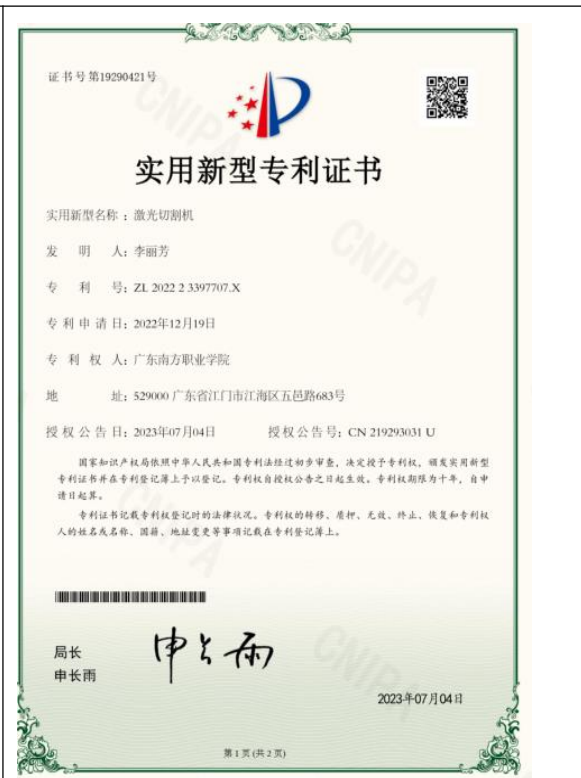 证书号第19290421号
实用新型专利证书
实用新型名称：激光切割机
发明人：李丽芳
专利号：ZL 2022 2 3397707.X
专利申请日：2022年12月19日
专利权人：广东南方职业学院
地址：529000 广东省江门市江海区五邑路683号
授权公告日：2023年07月04日 授权公告号：CN 219293031 U
国家知识产权局依照中华人民共和国专利法经过初步审查，决定授予专利权，颁发实用新型
专利证书并在专利登记簿上予以登记。专利权自授权公告之日起生效。专利权期限为十年，自申
请日起算。
专利证书记载专利权登记时的法律状况。专利权的转移、质押、无效、终止、恢复和专利权
人的姓名或名称、国籍、地址变更等事项记载在专利登记簿上。
局长
申长雨
申长雨
2023年07月04日
第 1 页 (共 2 页)
CNIPA
CNIPA
CNIPA
CNIPA